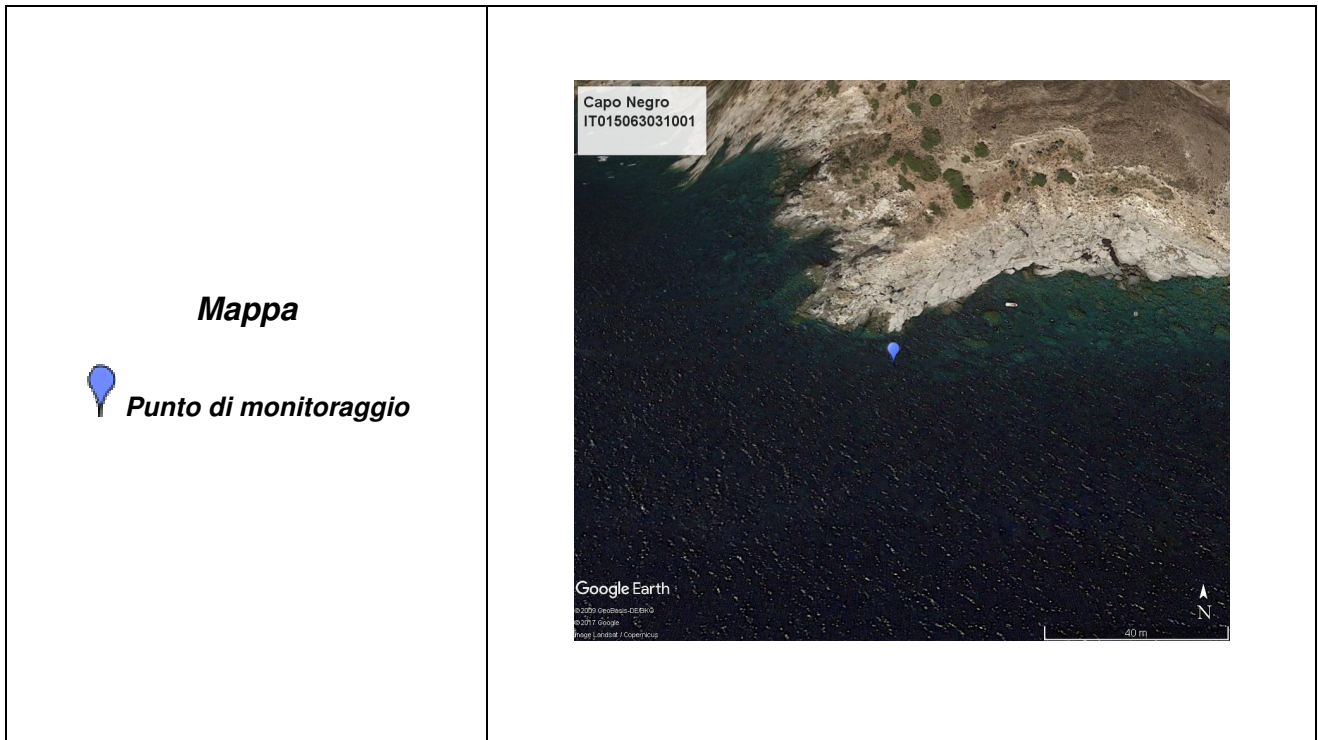 Mappa
Punto di monitoraggio
Capo Negro
IT015063031001
Google Earth
© 2009 GeoBasis-DE/BKG
© 2017 Google
Image Landsat / Copernicus
N
40 m